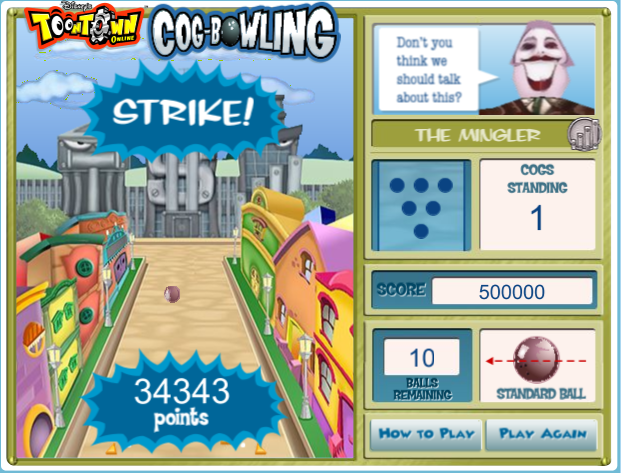 Disney's
TOONTOWN
ONLINE
COG-BOWLING
STRIKE!
34343
points
Don't you
think we
should talk
about this?
THE MINGLER
COGS
STANDING
1
SCORE
500000
10
BALLS
REMAINING
STANDARD BALL
HOW TO PLAY
PLAY AGAIN